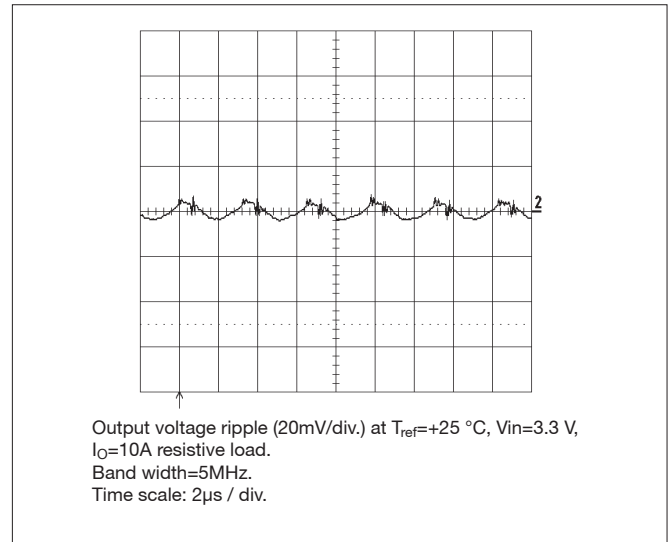 2
Output voltage ripple (20mV/div.) at Tref=+25 °C, Vin=3.3 V,
IO=10A resistive load.
Band width=5MHz.
Time scale: 2µs / div.